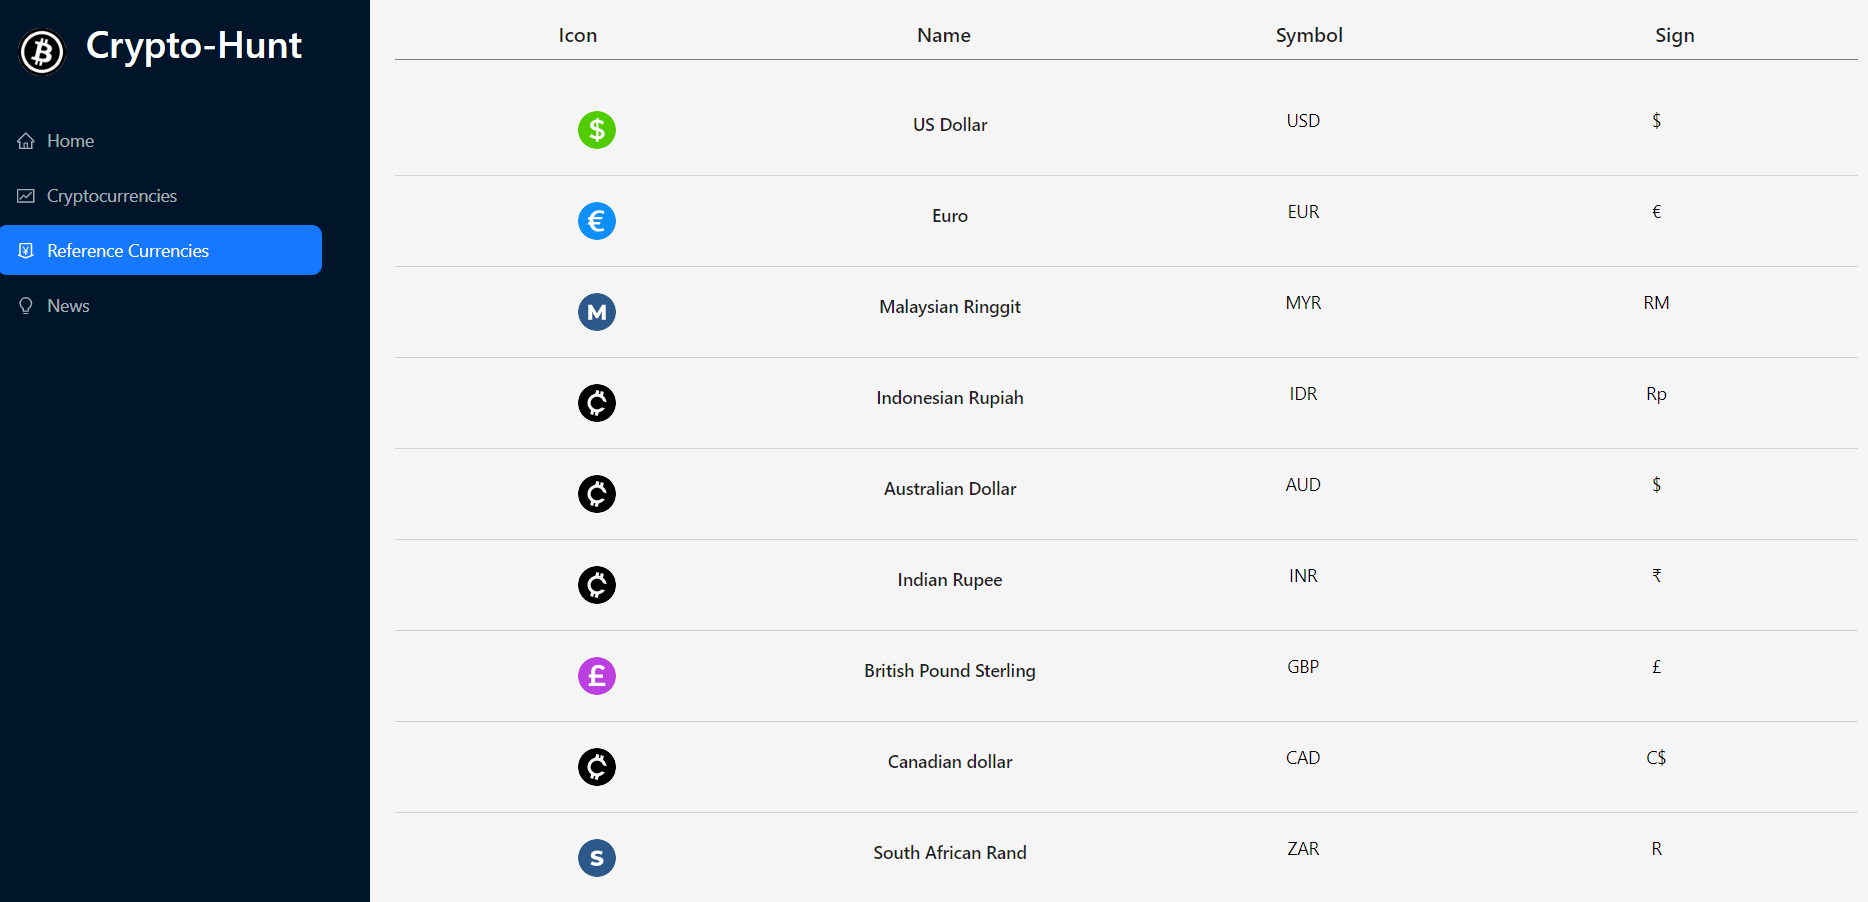 Crypto-Hunt
Home
Cryptocurrencies
Reference Currencies
News
Icon Name Symbol Sign
$ US Dollar USD $
€ Euro EUR €
M Malaysian Ringgit MYR RM
Indonesian Rupiah IDR Rp
Australian Dollar AUD $
Indian Rupee INR ₹
£ British Pound Sterling GBP £
Canadian dollar CAD C$
S South African Rand ZAR R